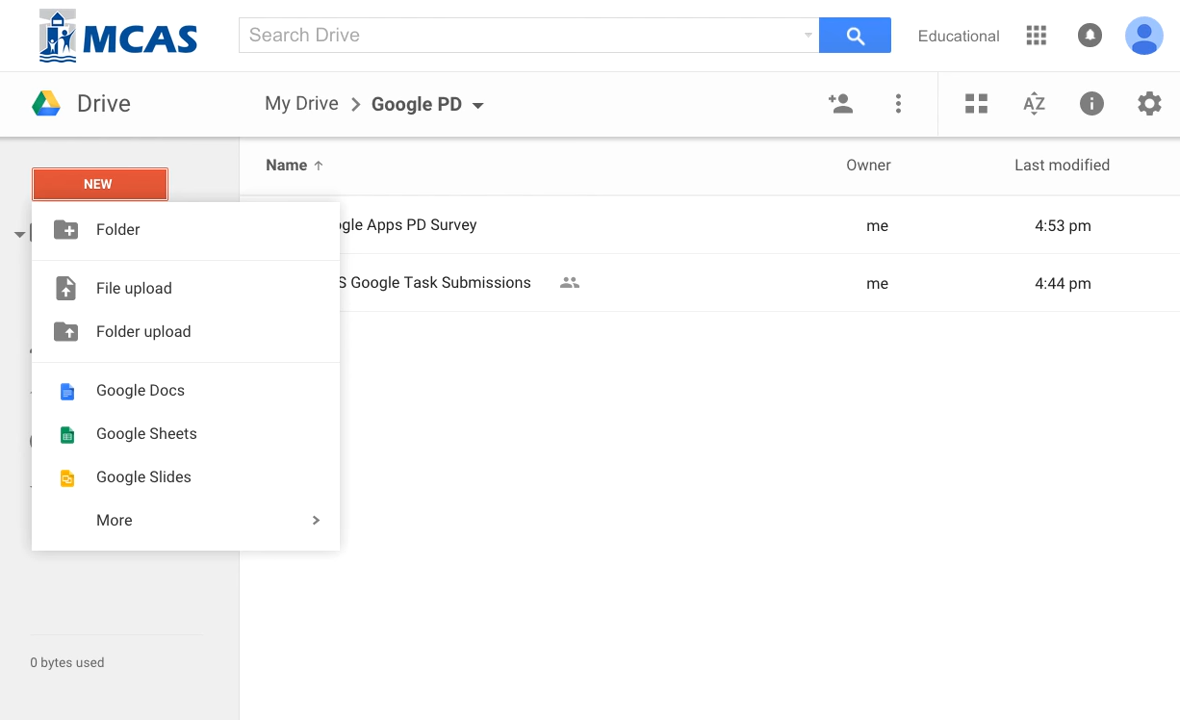 MCAS
Search Drive
Educational
Drive
My Drive > Google PD
AZ
NEW
Name ↑
Owner
Last modified
Folder
Apps PD Survey
me
4:53 pm
File upload
Google Task Submissions
me
4:44 pm
Folder upload
Google Docs
Google Sheets
Google Slides
More >
0 bytes used